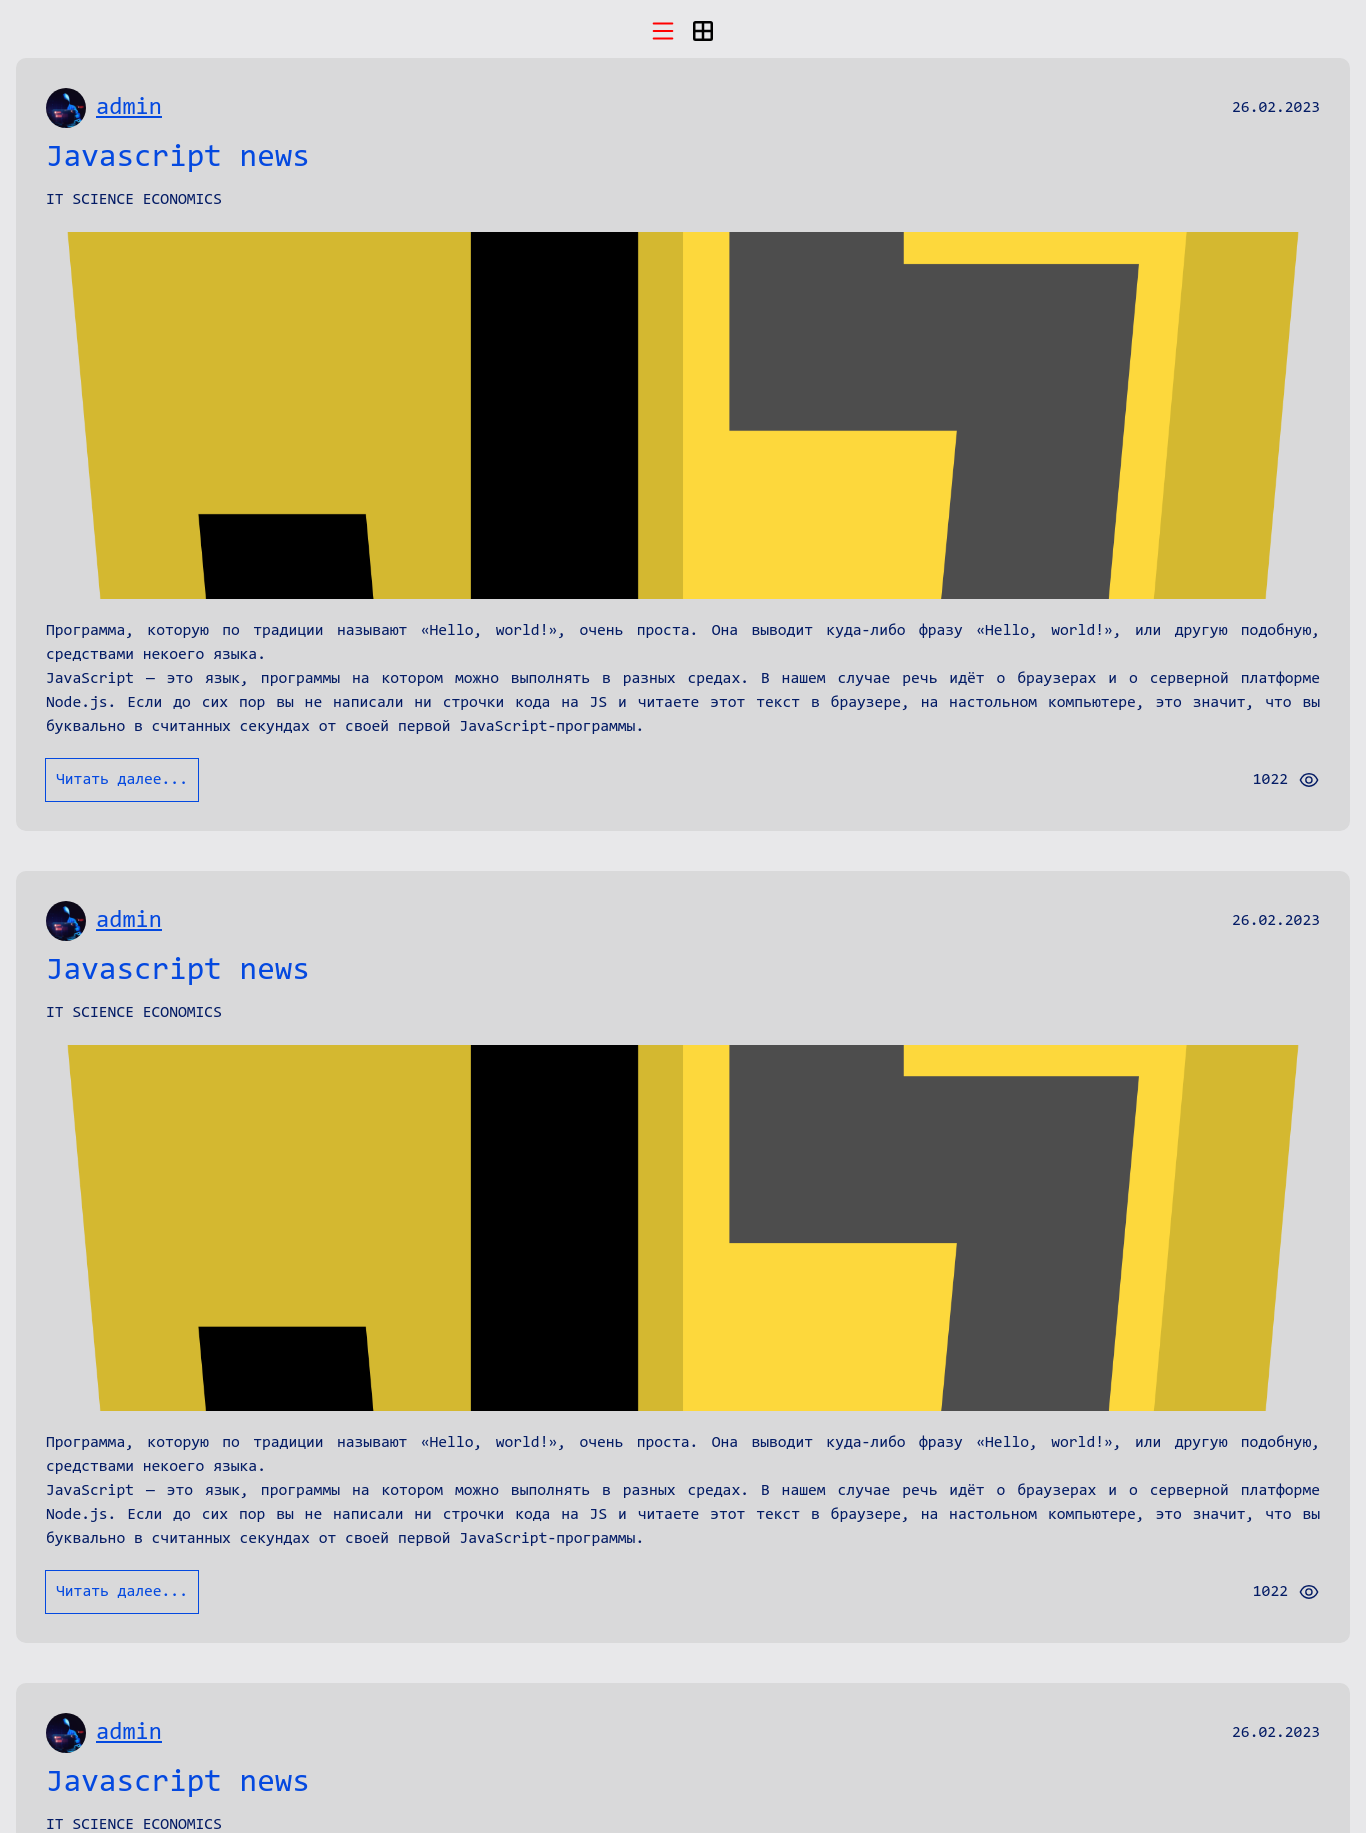 admin
26.02.2023
Javascript news
IT SCIENCE ECONOMICS
Программа, которую по традиции называют «Hello, world!», очень проста. Она выводит куда-либо фразу «Hello, world!», или другую подобную,
средствами некоего языка.
JavaScript — это язык, программы на котором можно выполнять в разных средах. В нашем случае речь идёт о браузерах и о серверной платформе
Node.js. Если до сих пор вы не написали ни строчки кода на JS и читаете этот текст в браузере, на настольном компьютере, это значит, что вы
буквально в считанных секундах от своей первой JavaScript-программы.
Читать далее...
1022
admin
26.02.2023
Javascript news
IT SCIENCE ECONOMICS
Программа, которую по традиции называют «Hello, world!», очень проста. Она выводит куда-либо фразу «Hello, world!», или другую подобную,
средствами некоего языка.
JavaScript — это язык, программы на котором можно выполнять в разных средах. В нашем случае речь идёт о браузерах и о серверной платформе
Node.js. Если до сих пор вы не написали ни строчки кода на JS и читаете этот текст в браузере, на настольном компьютере, это значит, что вы
буквально в считанных секундах от своей первой JavaScript-программы.
Читать далее...
1022
admin
26.02.2023
Javascript news
IT SCIENCE ECONOMICS